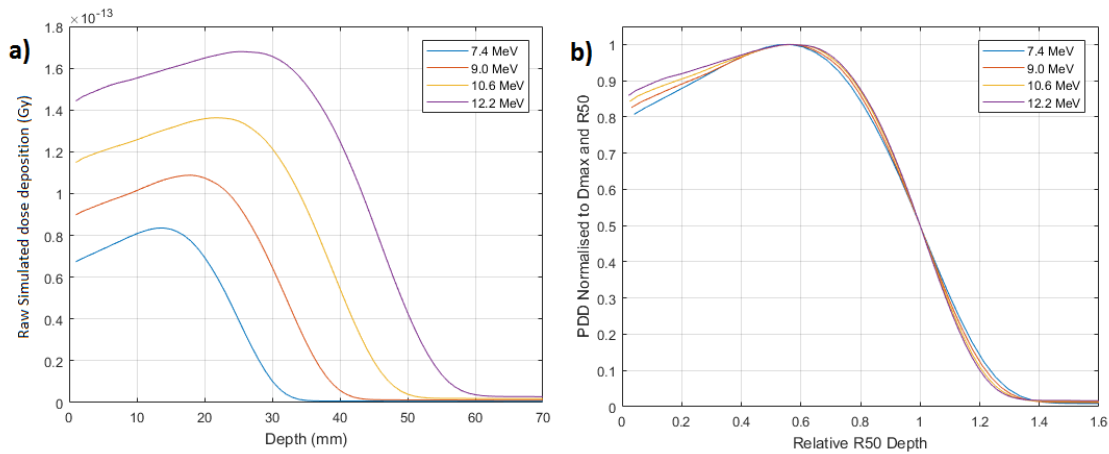 a)
× 10^-13
1.8
1.6
1.4
1.2
1
0.8
0.6
0.4
0.2
0
0 10 20 30 40 50 60 70
Raw Simulated dose deposition (Gy)
Depth (mm)
7.4 MeV
9.0 MeV
10.6 MeV
12.2 MeV
b)
1
0.9
0.8
0.7
0.6
0.5
0.4
0.3
0.2
0.1
0
0 0.2 0.4 0.6 0.8 1 1.2 1.4 1.6
PDD Normalised to Dmax and R50
Relative R50 Depth
7.4 MeV
9.0 MeV
10.6 MeV
12.2 MeV